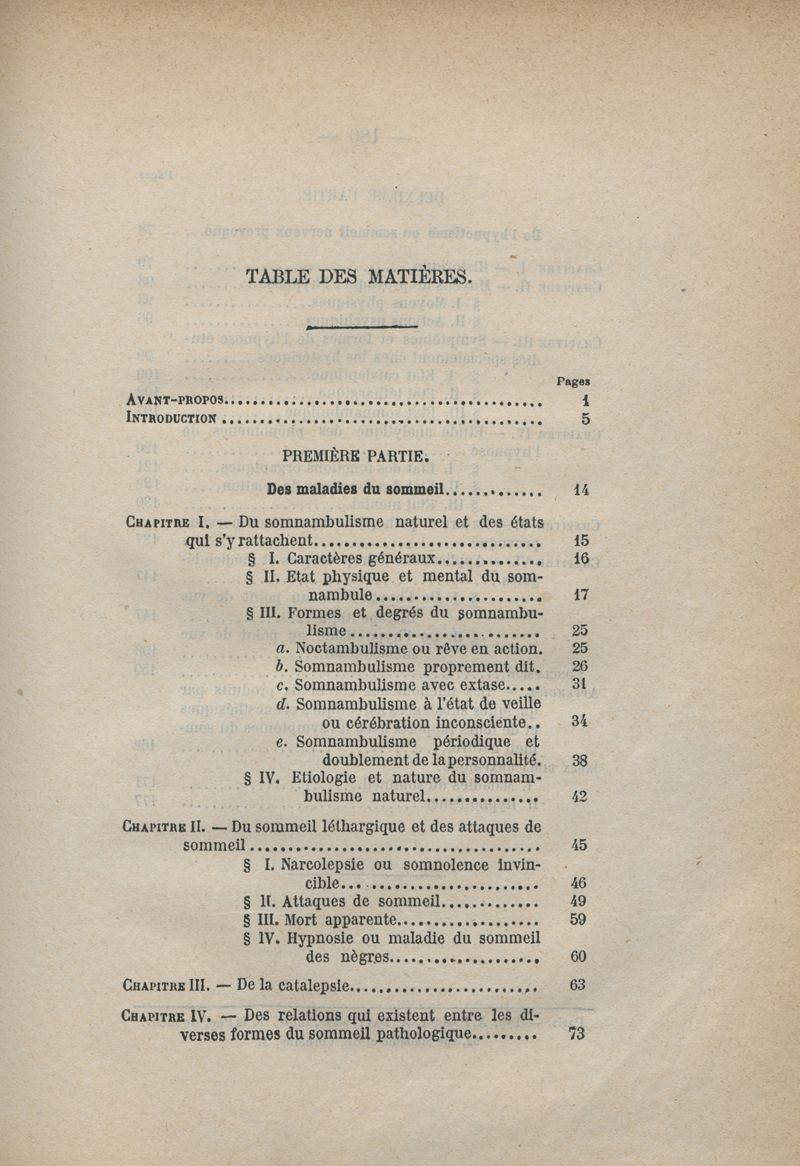 TABLE DES MATIÈRES.
Pages
AVANT-PROPOS........................................... 1
INTRODUCTION ........................................... 5
PREMIÈRE PARTIE.
Des maladies du sommeil............. 14
CHAPITRE I. — Du somnambulisme naturel et des états
qui s'y rattachent.............................. 15
§ I. Caractères généraux.............. 16
§ II. Etat physique et mental du som-
nambule...................... 17
§ III. Formes et degrés du somnambu-
lisme......................... 25
a. Noctambulisme ou rêve en action. 25
b. Somnambulisme proprement dit. 26
c. Somnambulisme avec extase..... 31
d. Somnambulisme à l'état de veille
ou cérébration inconsciente.. 34
e. Somnambulisme périodique et
doublement de la personnalité. 38
§ IV. Etiologie et nature du somnam-
bulisme naturel............... 42
CHAPITRE II. — Du sommeil léthargique et des attaques de
sommeil....................................... 45
§ I. Narcolepsie ou somnolence invin-
cible......................... 46
§ II. Attaques de sommeil............. 49
§ III. Mort apparente................... 59
§ IV. Hypnosie ou maladie du sommeil
des nègres.................... 60
CHAPITRE III. — De la catalepsie......................... 63
CHAPITRE IV. — Des relations qui existent entre les di-
verses formes du sommeil pathologique......... 73